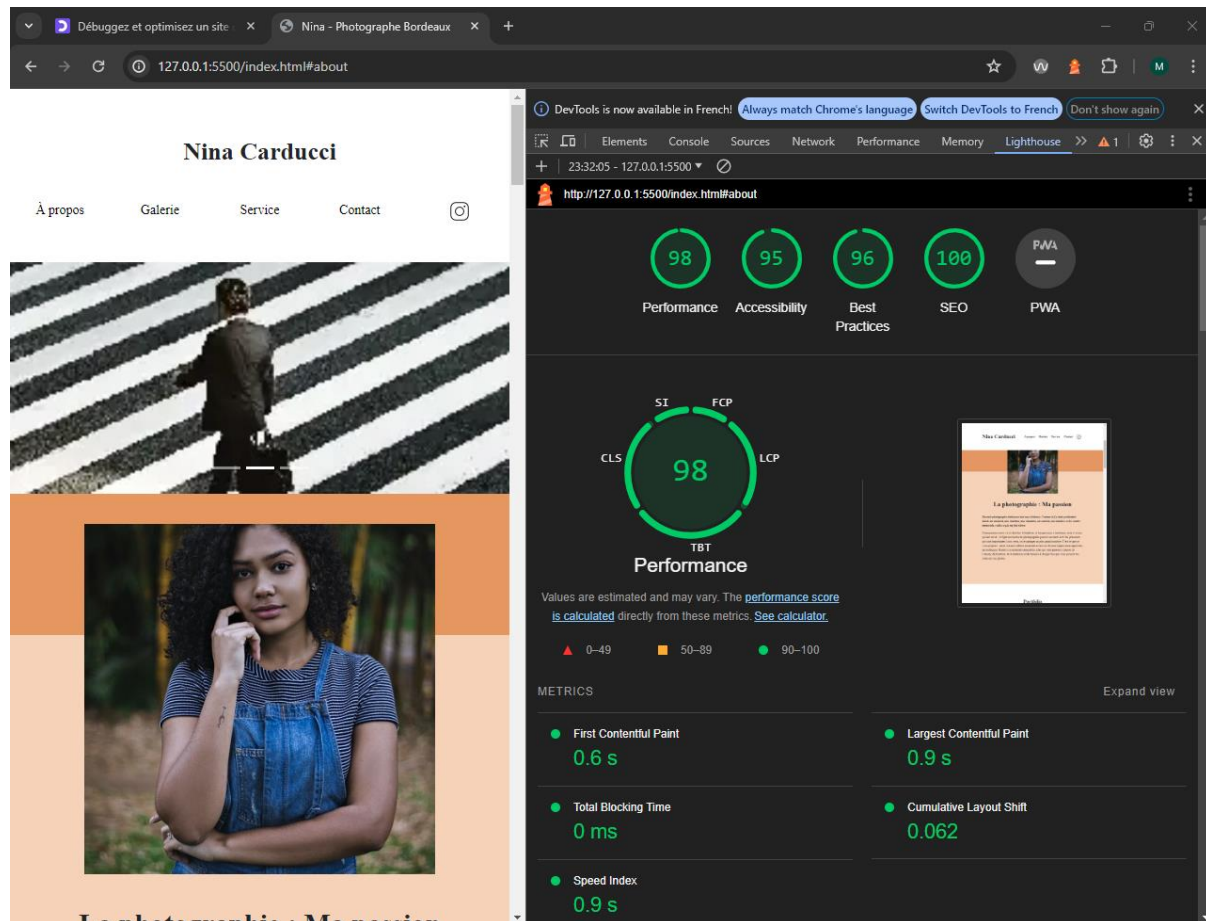 Débuggez et optimisez un site
Nina - Photographe Bordeaux
127.0.0.1:5500/index.html#about
M
Nina Carducci
À propos Galerie Service Contact
DevTools is now available in French! Always match Chrome's language Switch DevTools to French Don't show again
Elements Console Sources Network Performance Memory Lighthouse 1
23:32:05 - 127.0.0.1:5500
http://127.0.0.1:5500/index.html#about
98 95 96 100 PWA
Performance Accessibility Best Practices SEO PWA
SI FCP
CLS LCP
98
TBT
Performance
Values are estimated and may vary. The performance score
is calculated directly from these metrics. See calculator.
0–49 50–89 90–100
Nina Carducci
La photographie : Ma passion
Portfolio
METRICS Expand view
First Contentful Paint
0.6 s
Largest Contentful Paint
0.9 s
Total Blocking Time
0 ms
Cumulative Layout Shift
0.062
Speed Index
0.9 s
La photographie : Ma passion